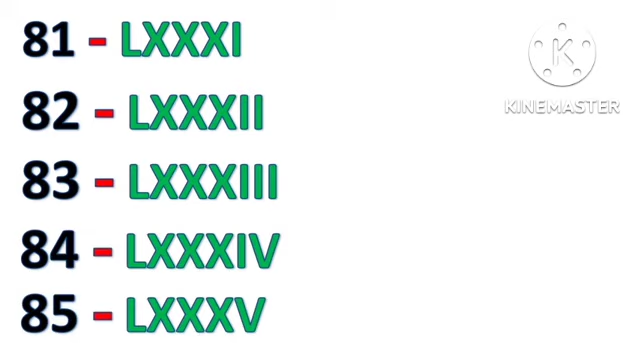 81 - LXXXI
82 - LXXXII
83 - LXXXIII
84 - LXXXIV
85 - LXXXV
K
KINEMASTER